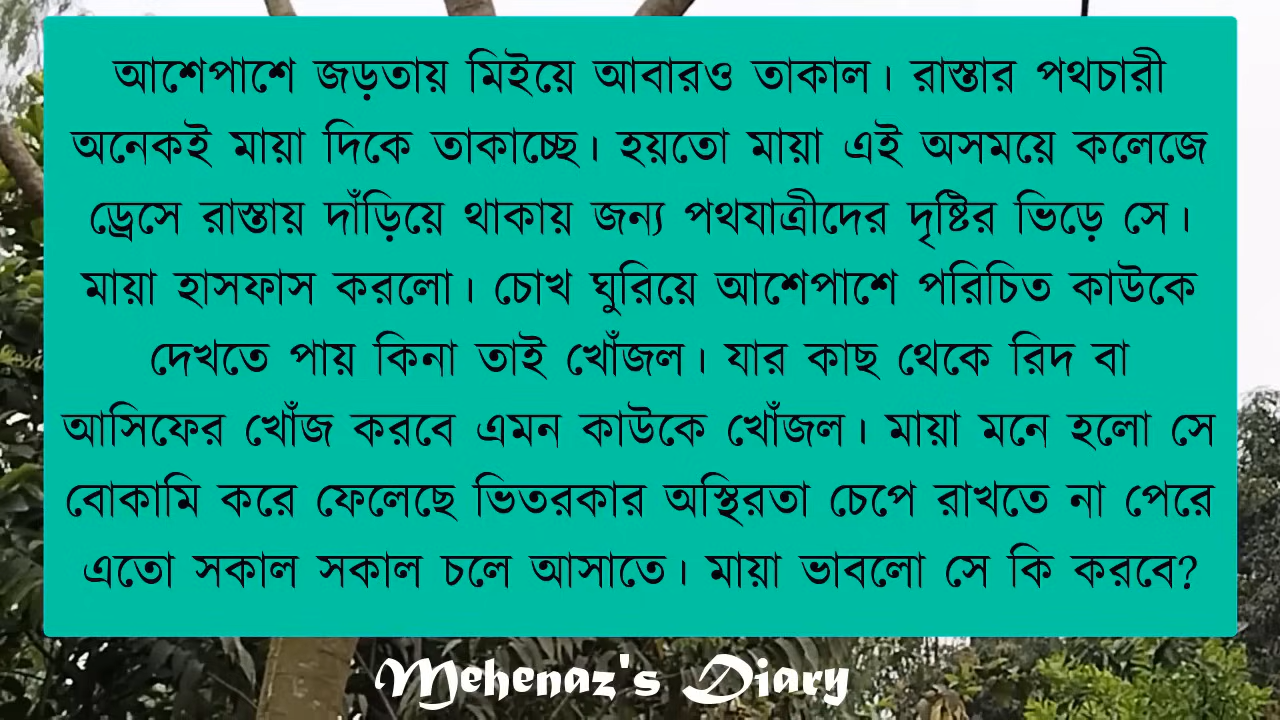 আশেপাশে জড়তায় মিইয়ে আবারও তাকাল। রাস্তার পথচারী
অনেকই মায়া দিকে তাকাচ্ছে। হয়তো মায়া এই অসময়ে কলেজে
ড্রেসে রাস্তায় দাঁড়িয়ে থাকায় জন্য পথযাত্রীদের দৃষ্টির ভিড়ে সে।
মায়া হাসফাস করলো। চোখ ঘুরিয়ে আশেপাশে পরিচিত কাউকে
দেখতে পায় কিনা তাই খোঁজল। যার কাছ থেকে রিদ বা
আসিফের খোঁজ করবে এমন কাউকে খোঁজল। মায়া মনে হলো সে
বোকামি করে ফেলেছে ভিতরকার অস্থিরতা চেপে রাখতে না পেরে
এতো সকাল সকাল চলে আসাতে। মায়া ভাবলো সে কি করবে?
Mehenaz's Diary